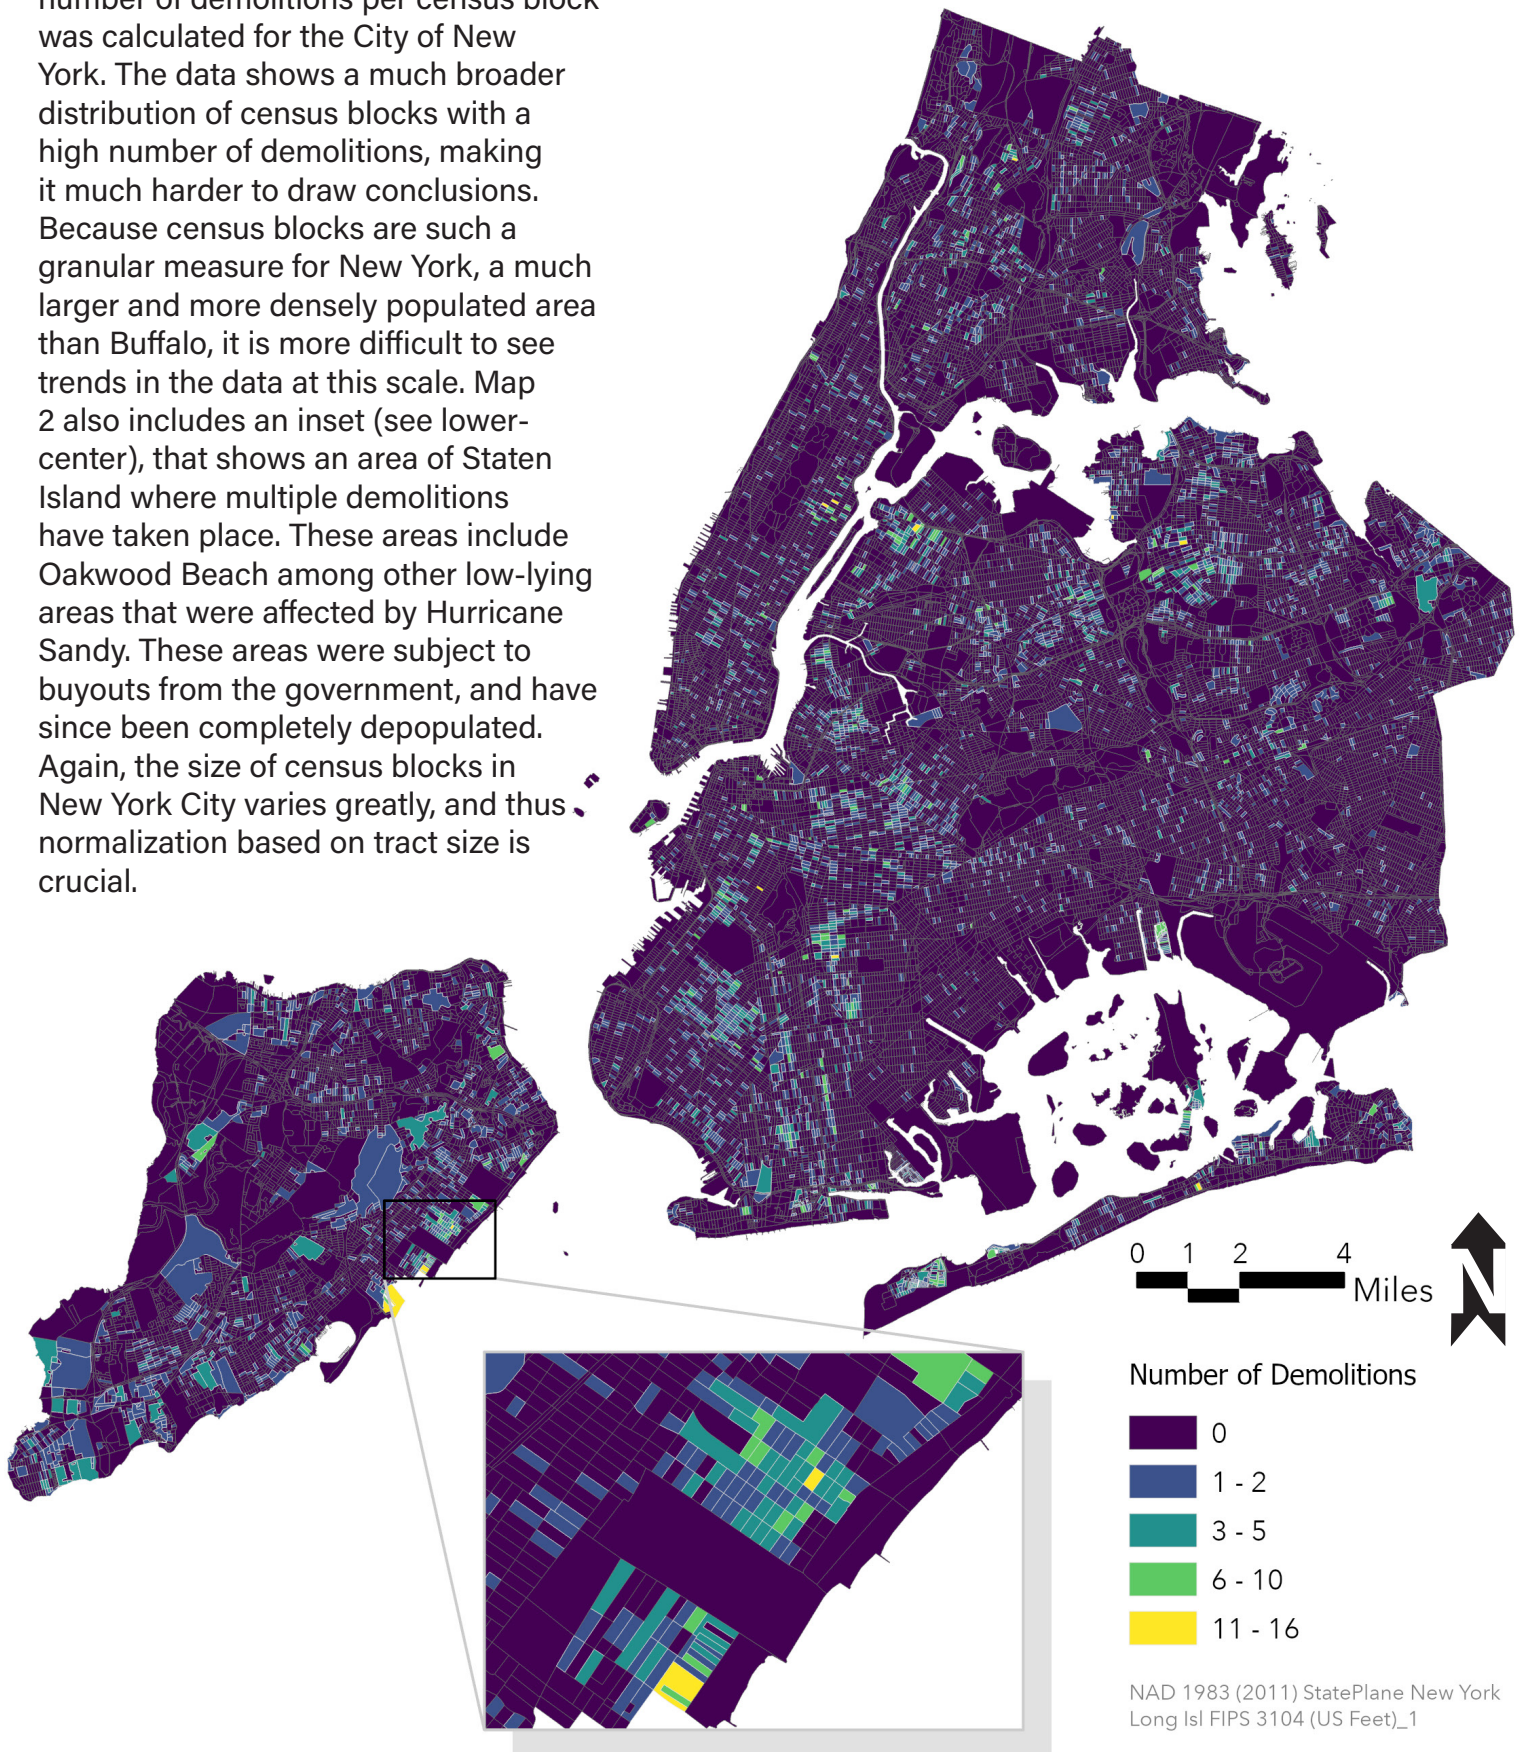 number of demolitions per census block
was calculated for the City of New
York. The data shows a much broader
distribution of census blocks with a
high number of demolitions, making
it much harder to draw conclusions.
Because census blocks are such a
granular measure for New York, a much
larger and more densely populated area
than Buffalo, it is more difficult to see
trends in the data at this scale. Map
2 also includes an inset (see lower-
center), that shows an area of Staten
Island where multiple demolitions
have taken place. These areas include
Oakwood Beach among other low-lying
areas that were affected by Hurricane
Sandy. These areas were subject to
buyouts from the government, and have
since been completely depopulated.
Again, the size of census blocks in
New York City varies greatly, and thus
normalization based on tract size is
crucial.
0 1 2 4
Miles
N
Number of Demolitions
0
1 - 2
3 - 5
6 - 10
11 - 16
NAD 1983 (2011) StatePlane New York
Long Isl FIPS 3104 (US Feet)_1